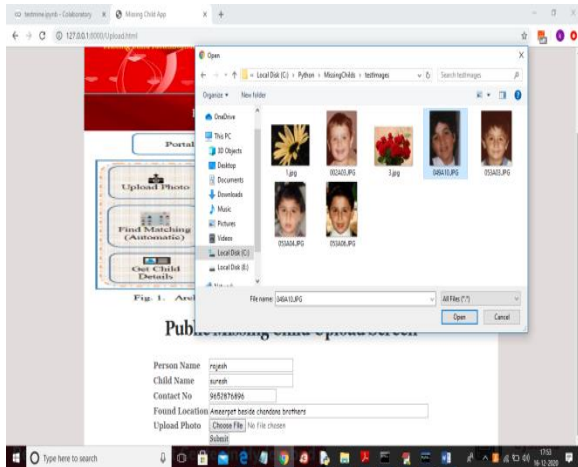 testmine.ipynb - Colaboratory
Missing Child App
127.0.0.1:8000/Upload.html
Open
Local Disk (C:) > Python > MissingChilds > testImages
Search testImages
Organize
New folder
OneDrive
This PC
3D Objects
Desktop
Documents
Downloads
Music
Pictures
Videos
Local Disk (C:)
Local Disk (E:)
1.jpg
002A03.JPG
3.jpg
049A10.JPG
053A03.JPG
053A04.JPG
053A06.JPG
File name: 049A10.JPG
All Files (*.*)
Open
Cancel
Portal
Upload Photo
Find Matching
(Automatic)
Get Child
Details
Fig. 1.
Public Missing Child Upload Screen
Person Name rajesh
Child Name suresh
Contact No 9652876896
Found Location Ameerpet beside chandana brothers
Upload Photo Choose File No file chosen
Submit
Type here to search
17:53
16-12-2020